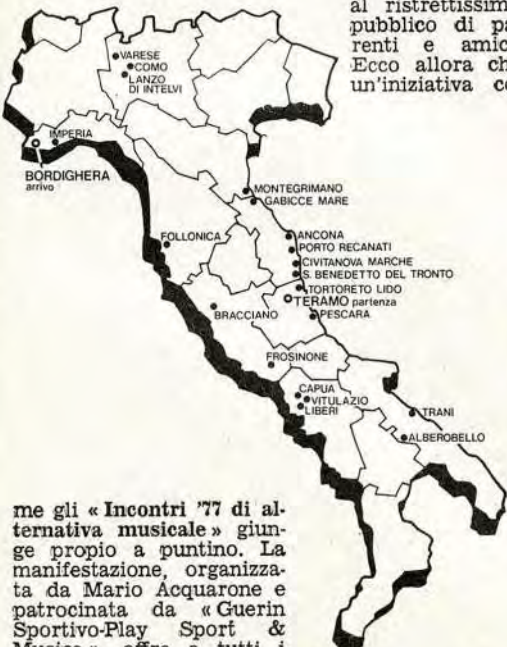 al ristrettissim
pubblico di pa
renti e amic
Ecco allora ch
un'iniziativa co
VARESE
COMO
LANZO
DI INTELVI
IMPERIA
BORDIGHERA
arrivo
MONTEGRIMANO
GABICCE MARE
ANCONA
PORTO RECANATI
CIVITANOVA MARCHE
S. BENEDETTO DEL TRONTO
TORTORETO LIDO
TERAMO partenza
PESCARA
FOLLONICA
BRACCIANO
FROSINONE
CAPUA
VITULAZIO
LIBERI
TRANI
ALBEROBELLO
me gli « Incontri '77 di al-
ternativa musicale » giun-
ge propio a puntino. La
manifestazione, organizza-
ta da Mario Acquarone e
patrocinata da « Guerin
Sportivo-Play Sport &
Musica », offre a tutti i